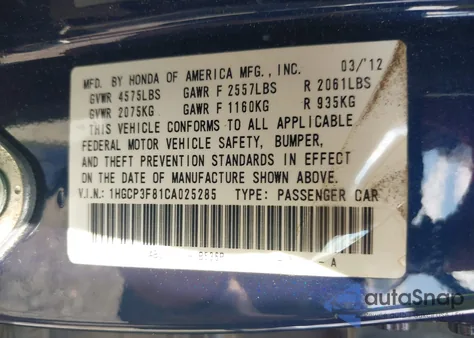 MFD. BY HONDA OF AMERICA MFG., INC. 03/'12
GVWR 4575LBS GAWR F 2557LBS R 2061LBS
GVWR 2075KG GAWR F 1160KG R 935KG
"THIS VEHICLE CONFORMS TO ALL APPLICABLE
FEDERAL MOTOR VEHICLE SAFETY, BUMPER,
AND THEFT PREVENTION STANDARDS IN EFFECT
ON THE DATE OF MANUFACTURE SHOWN ABOVE.
V.I.N.: 1HGCP3F81CA025285 TYPE: PASSENGER CAR
A
autaSnap